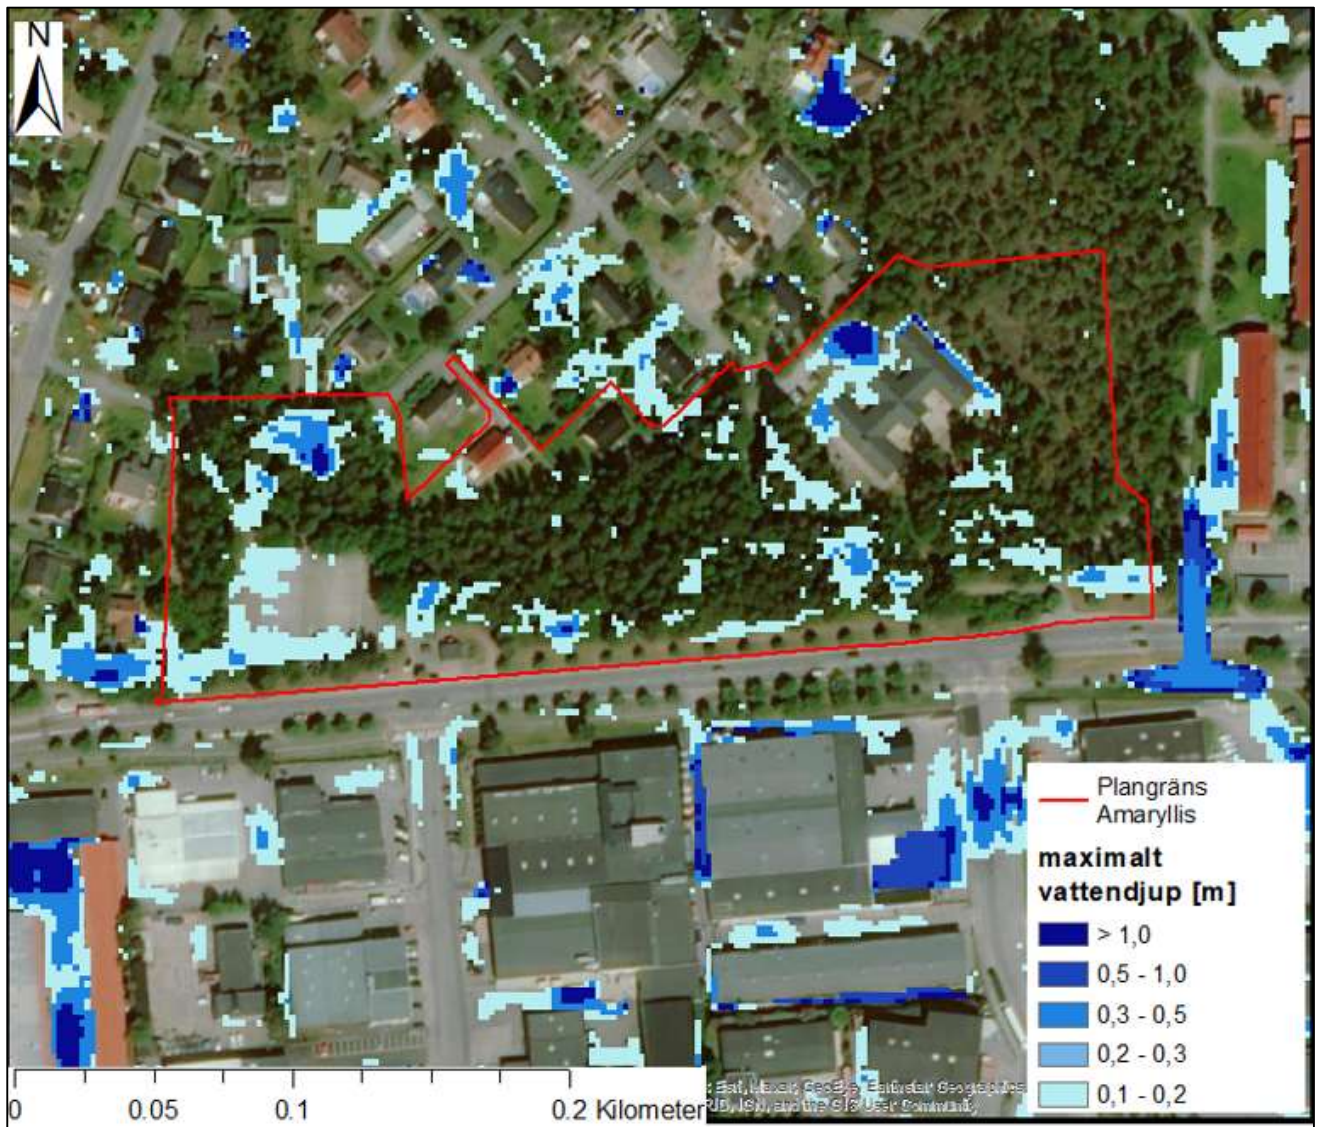 N
Plangräns
Amaryllis
maximalt
vattendjup [m]
> 1,0
0,5 - 1,0
0,3 - 0,5
0,2 - 0,3
0,1 - 0,2
0 0.05 0.1 0.2 Kilometer